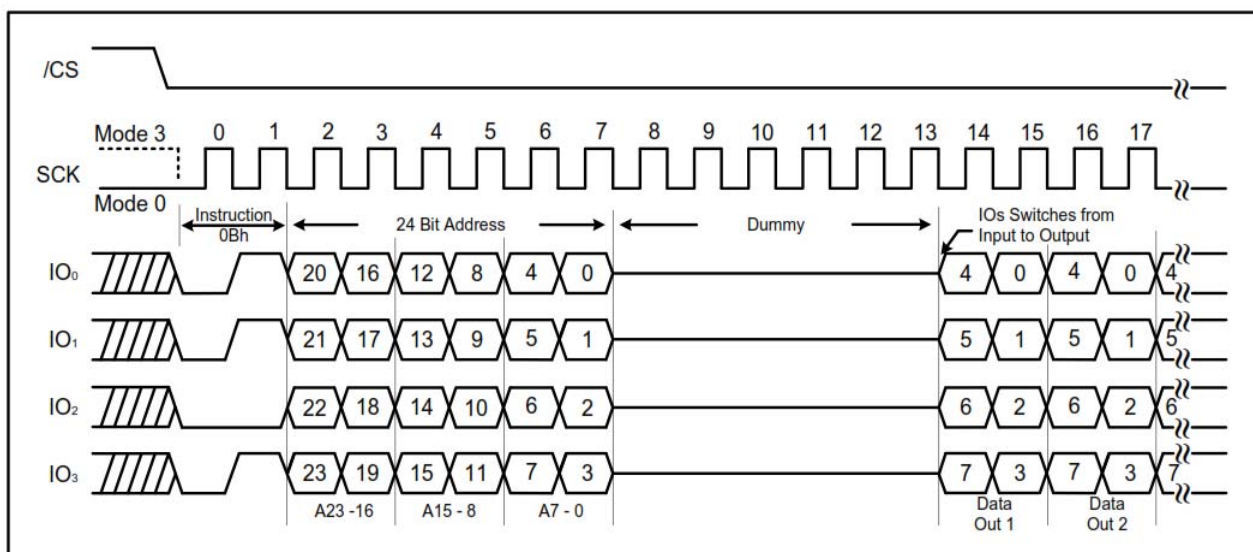 /CS
Mode 3 0 1 2 3 4 5 6 7 8 9 10 11 12 13 14 15 16 17
SCK
Mode 0
Instruction 0Bh
24 Bit Address
Dummy
IOs Switches from
Input to Output
IO₀ 20 16 12 8 4 0 4 0 4 0 4
IO₁ 21 17 13 9 5 1 5 1 5 1 5
IO₂ 22 18 14 10 6 2 6 2 6 2 6
IO₃ 23 19 15 11 7 3 7 3 7 3 7
A23 -16 A15 - 8 A7 - 0 Data Data
Out 1 Out 2